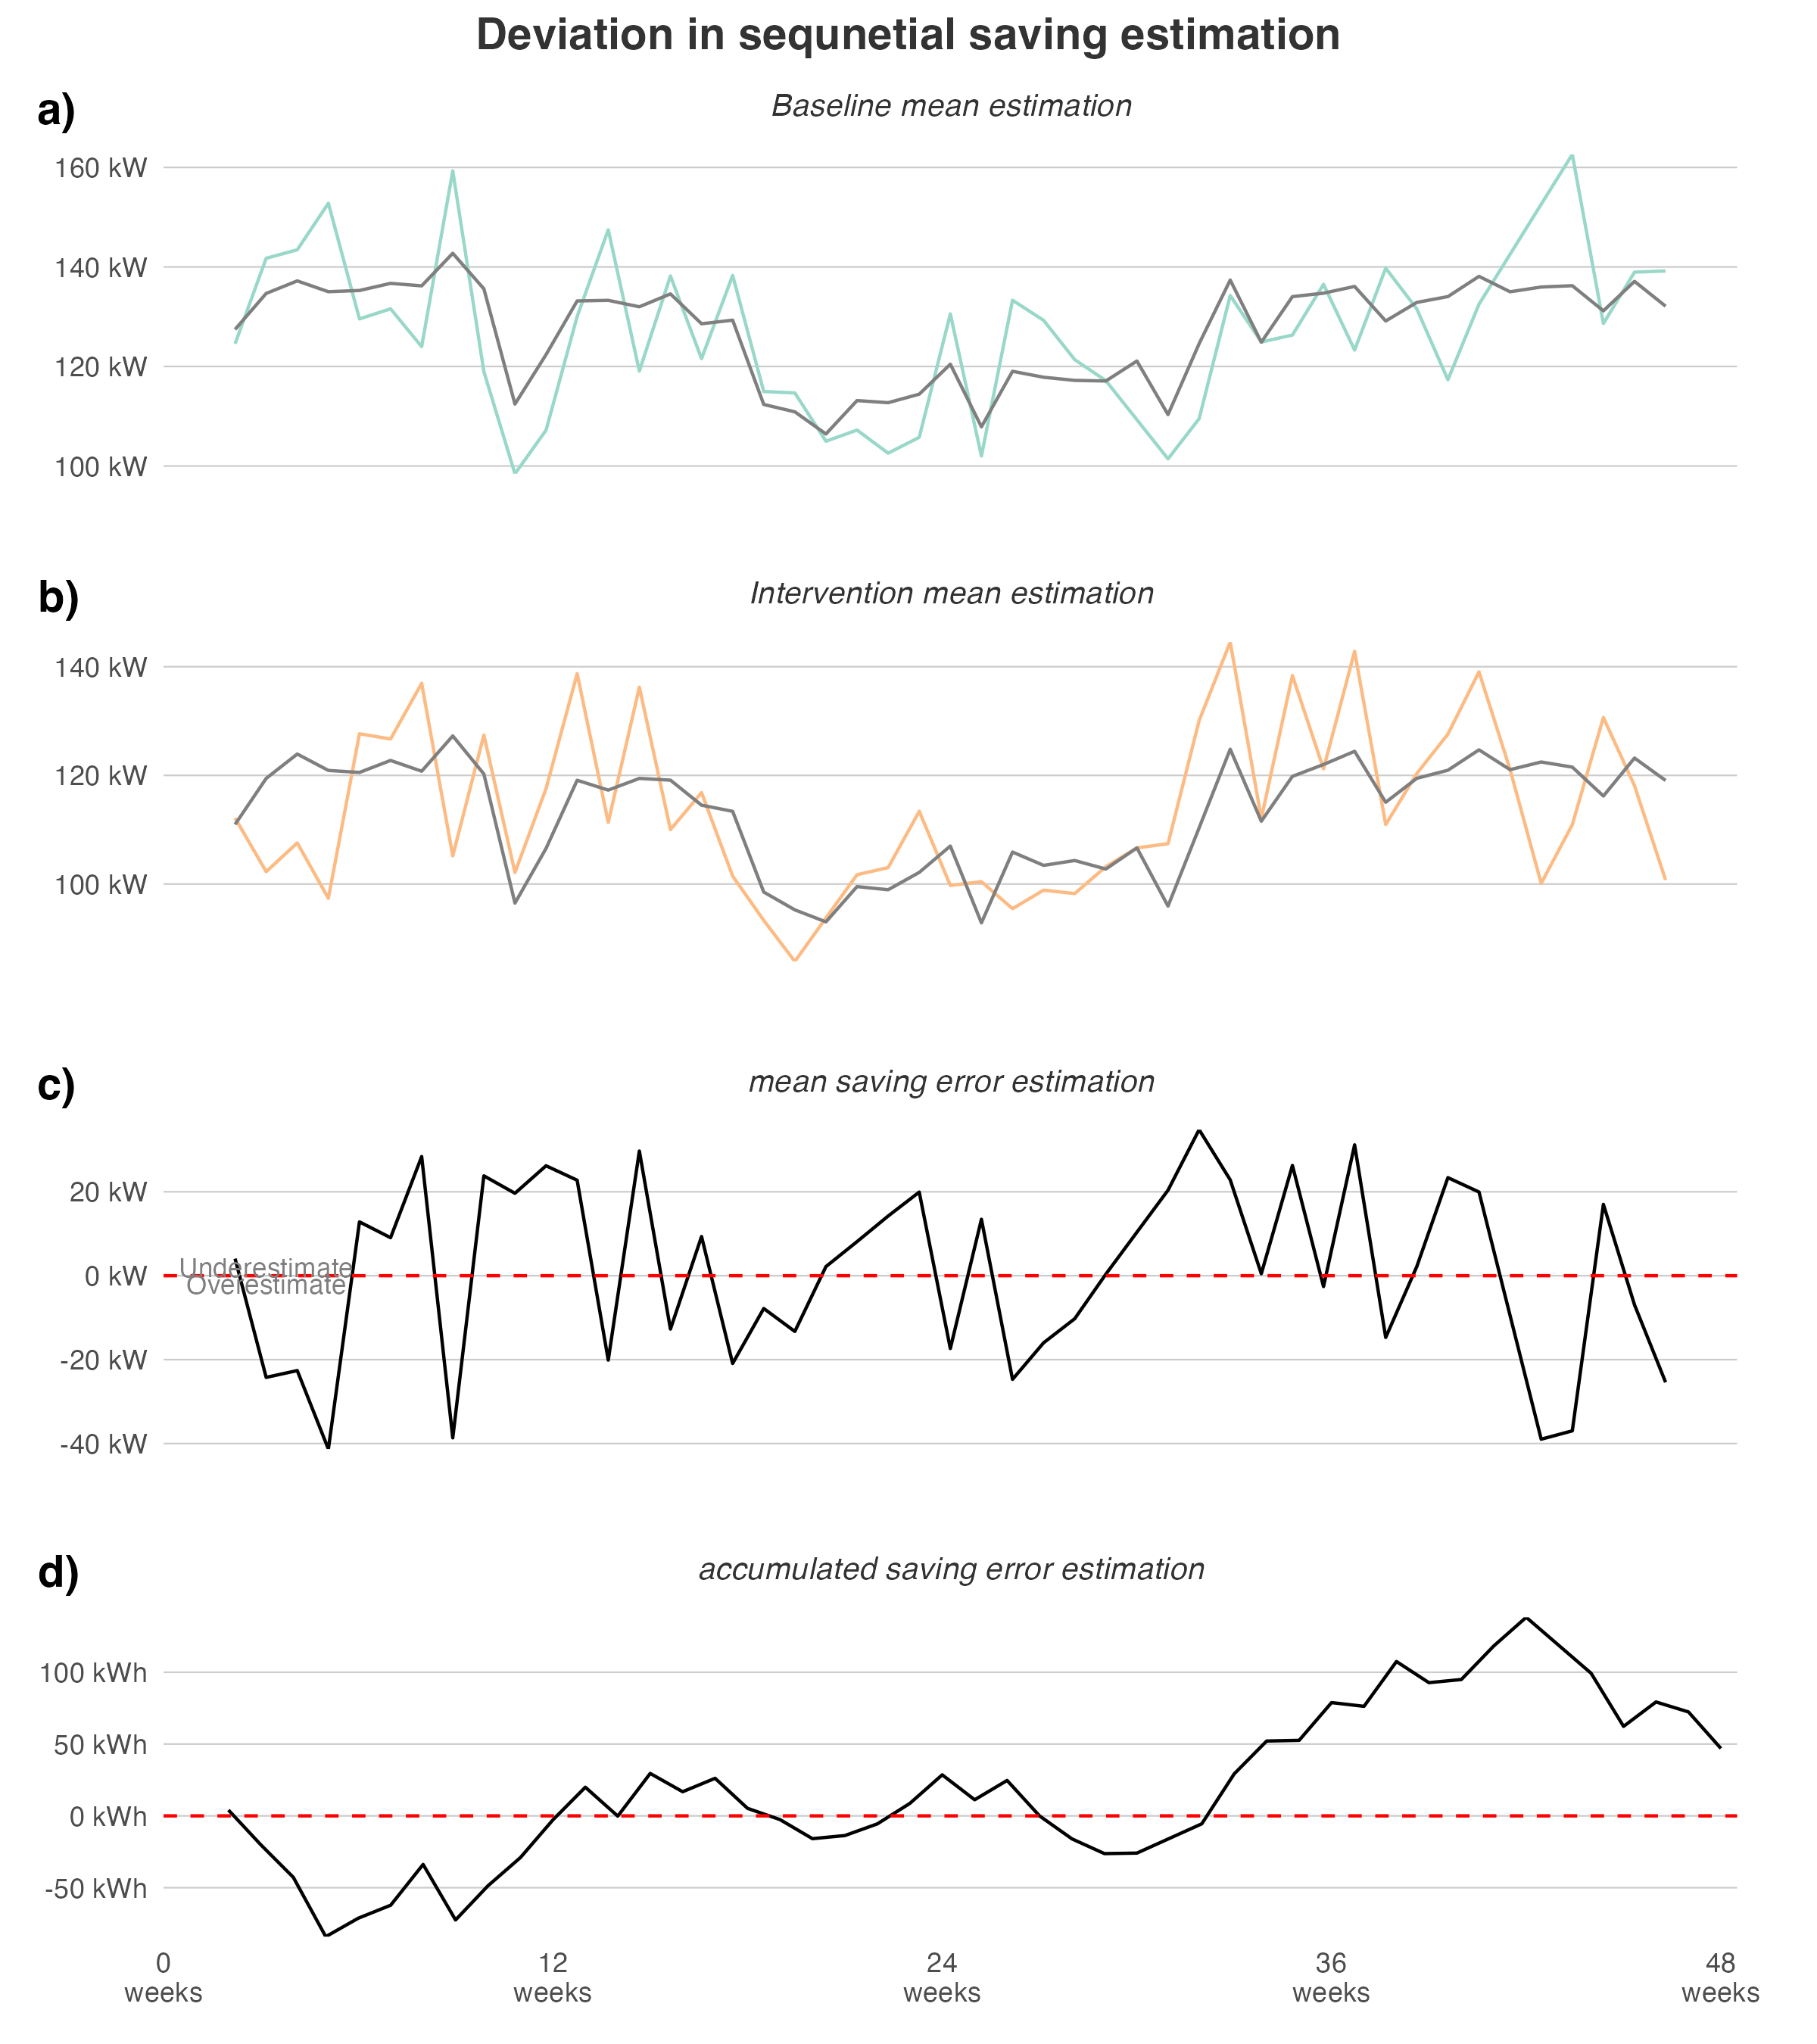 Deviation in sequnetial saving estimation
a)
Baseline mean estimation
160 kW
140 kW
120 kW
100 kW
b)
Intervention mean estimation
140 kW
120 kW
100 kW
c)
mean saving error estimation
20 kW
Underestimate
0 kW
Overestimate
-20 kW
-40 kW
d)
accumulated saving error estimation
100 kWh
50 kWh
0 kWh
-50 kWh
0 12 24 36 48
weeks weeks weeks weeks weeks